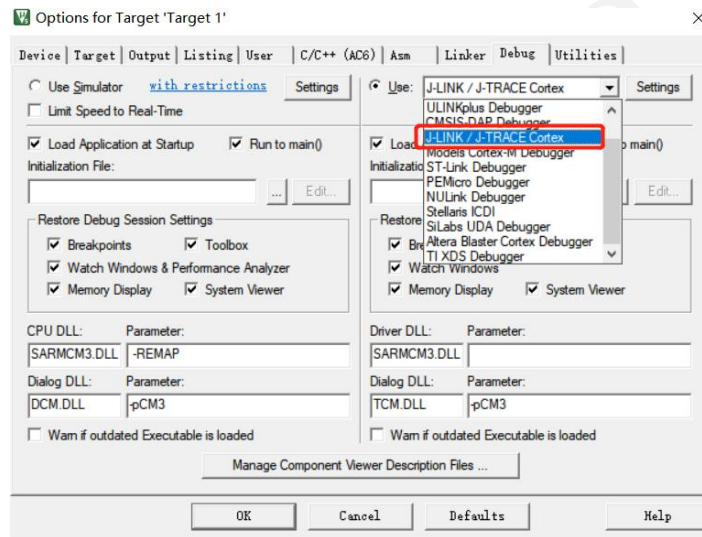 Options for Target 'Target 1'
Device Target Output Listing User C/C++ (AC6) Asm Linker Debug Utilities
Use Simulator with restrictions Settings
Limit Speed to Real-Time
Load Application at Startup Run to main()
Initialization File:
... Edit...
Restore Debug Session Settings
Breakpoints Toolbox
Watch Windows & Performance Analyzer
Memory Display System Viewer
CPU DLL: Parameter:
SARMCM3.DLL -REMAP
Dialog DLL: Parameter:
DCM.DLL -pCM3
Warn if outdated Executable is loaded
Use: J-LINK / J-TRACE Cortex Settings
ULINKplus Debugger
CMSIS-DAP Debugger
J-LINK / J-TRACE Cortex
Models Cortex-M Debugger
ST-Link Debugger
PEMicro Debugger
NULink Debugger
Stellaris ICDI
SiLabs UDA Debugger
Altera Blaster Cortex Debugger
TI XDS Debugger
main()
Edit...
Restore
Watch Windows
Memory Display System Viewer
Driver DLL: Parameter:
SARMCM3.DLL
Dialog DLL: Parameter:
TCM.DLL -pCM3
Warn if outdated Executable is loaded
Manage Component Viewer Description Files ...
OK Cancel Defaults Help